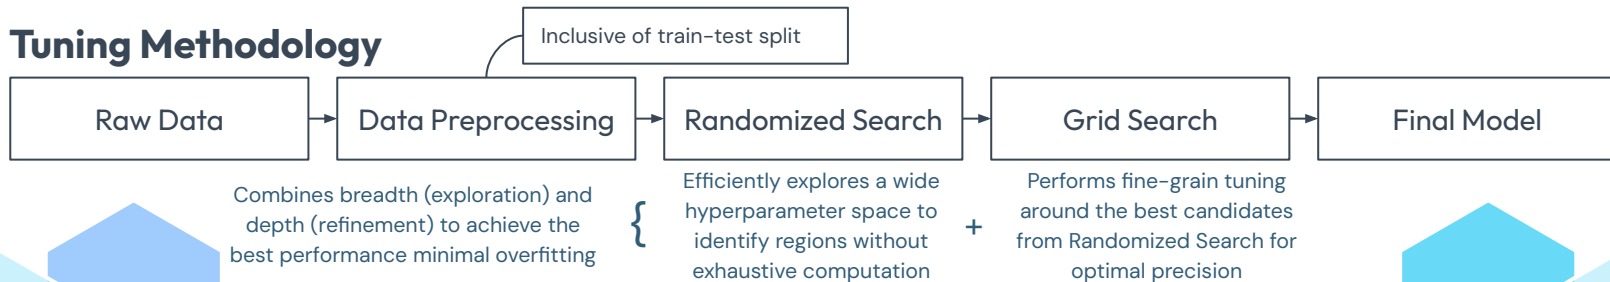 Tuning Methodology
Inclusive of train-test split
Raw Data
Data Preprocessing
Randomized Search
Grid Search
Final Model
Combines breadth (exploration) and
depth (refinement) to achieve the
best performance minimal overfitting
{
Efficiently explores a wide
hyperparameter space to
identify regions without
exhaustive computation
+
Performs fine-grain tuning
around the best candidates
from Randomized Search for
optimal precision